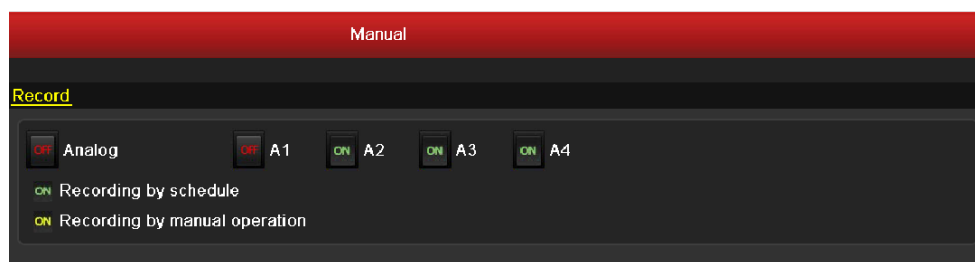 Manual
Record
OFF Analog OFF A1 ON A2 ON A3 ON A4
ON Recording by schedule
ON Recording by manual operation